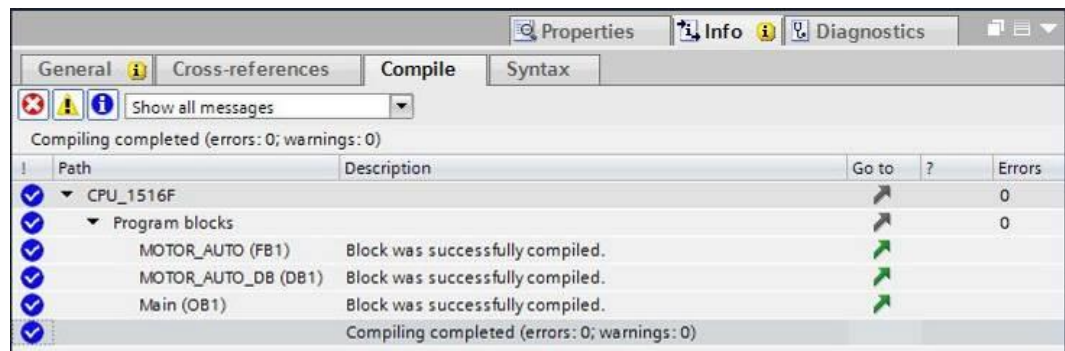 Properties Info Diagnostics
General Cross-references Compile Syntax
Show all messages
Compiling completed (errors: 0; warnings: 0)
! Path Description Go to ? Errors
CPU_1516F 0
Program blocks 0
MOTOR_AUTO (FB1) Block was successfully compiled.
MOTOR_AUTO_DB (DB1) Block was successfully compiled.
Main (OB1) Block was successfully compiled.
Compiling completed (errors: 0; warnings: 0)